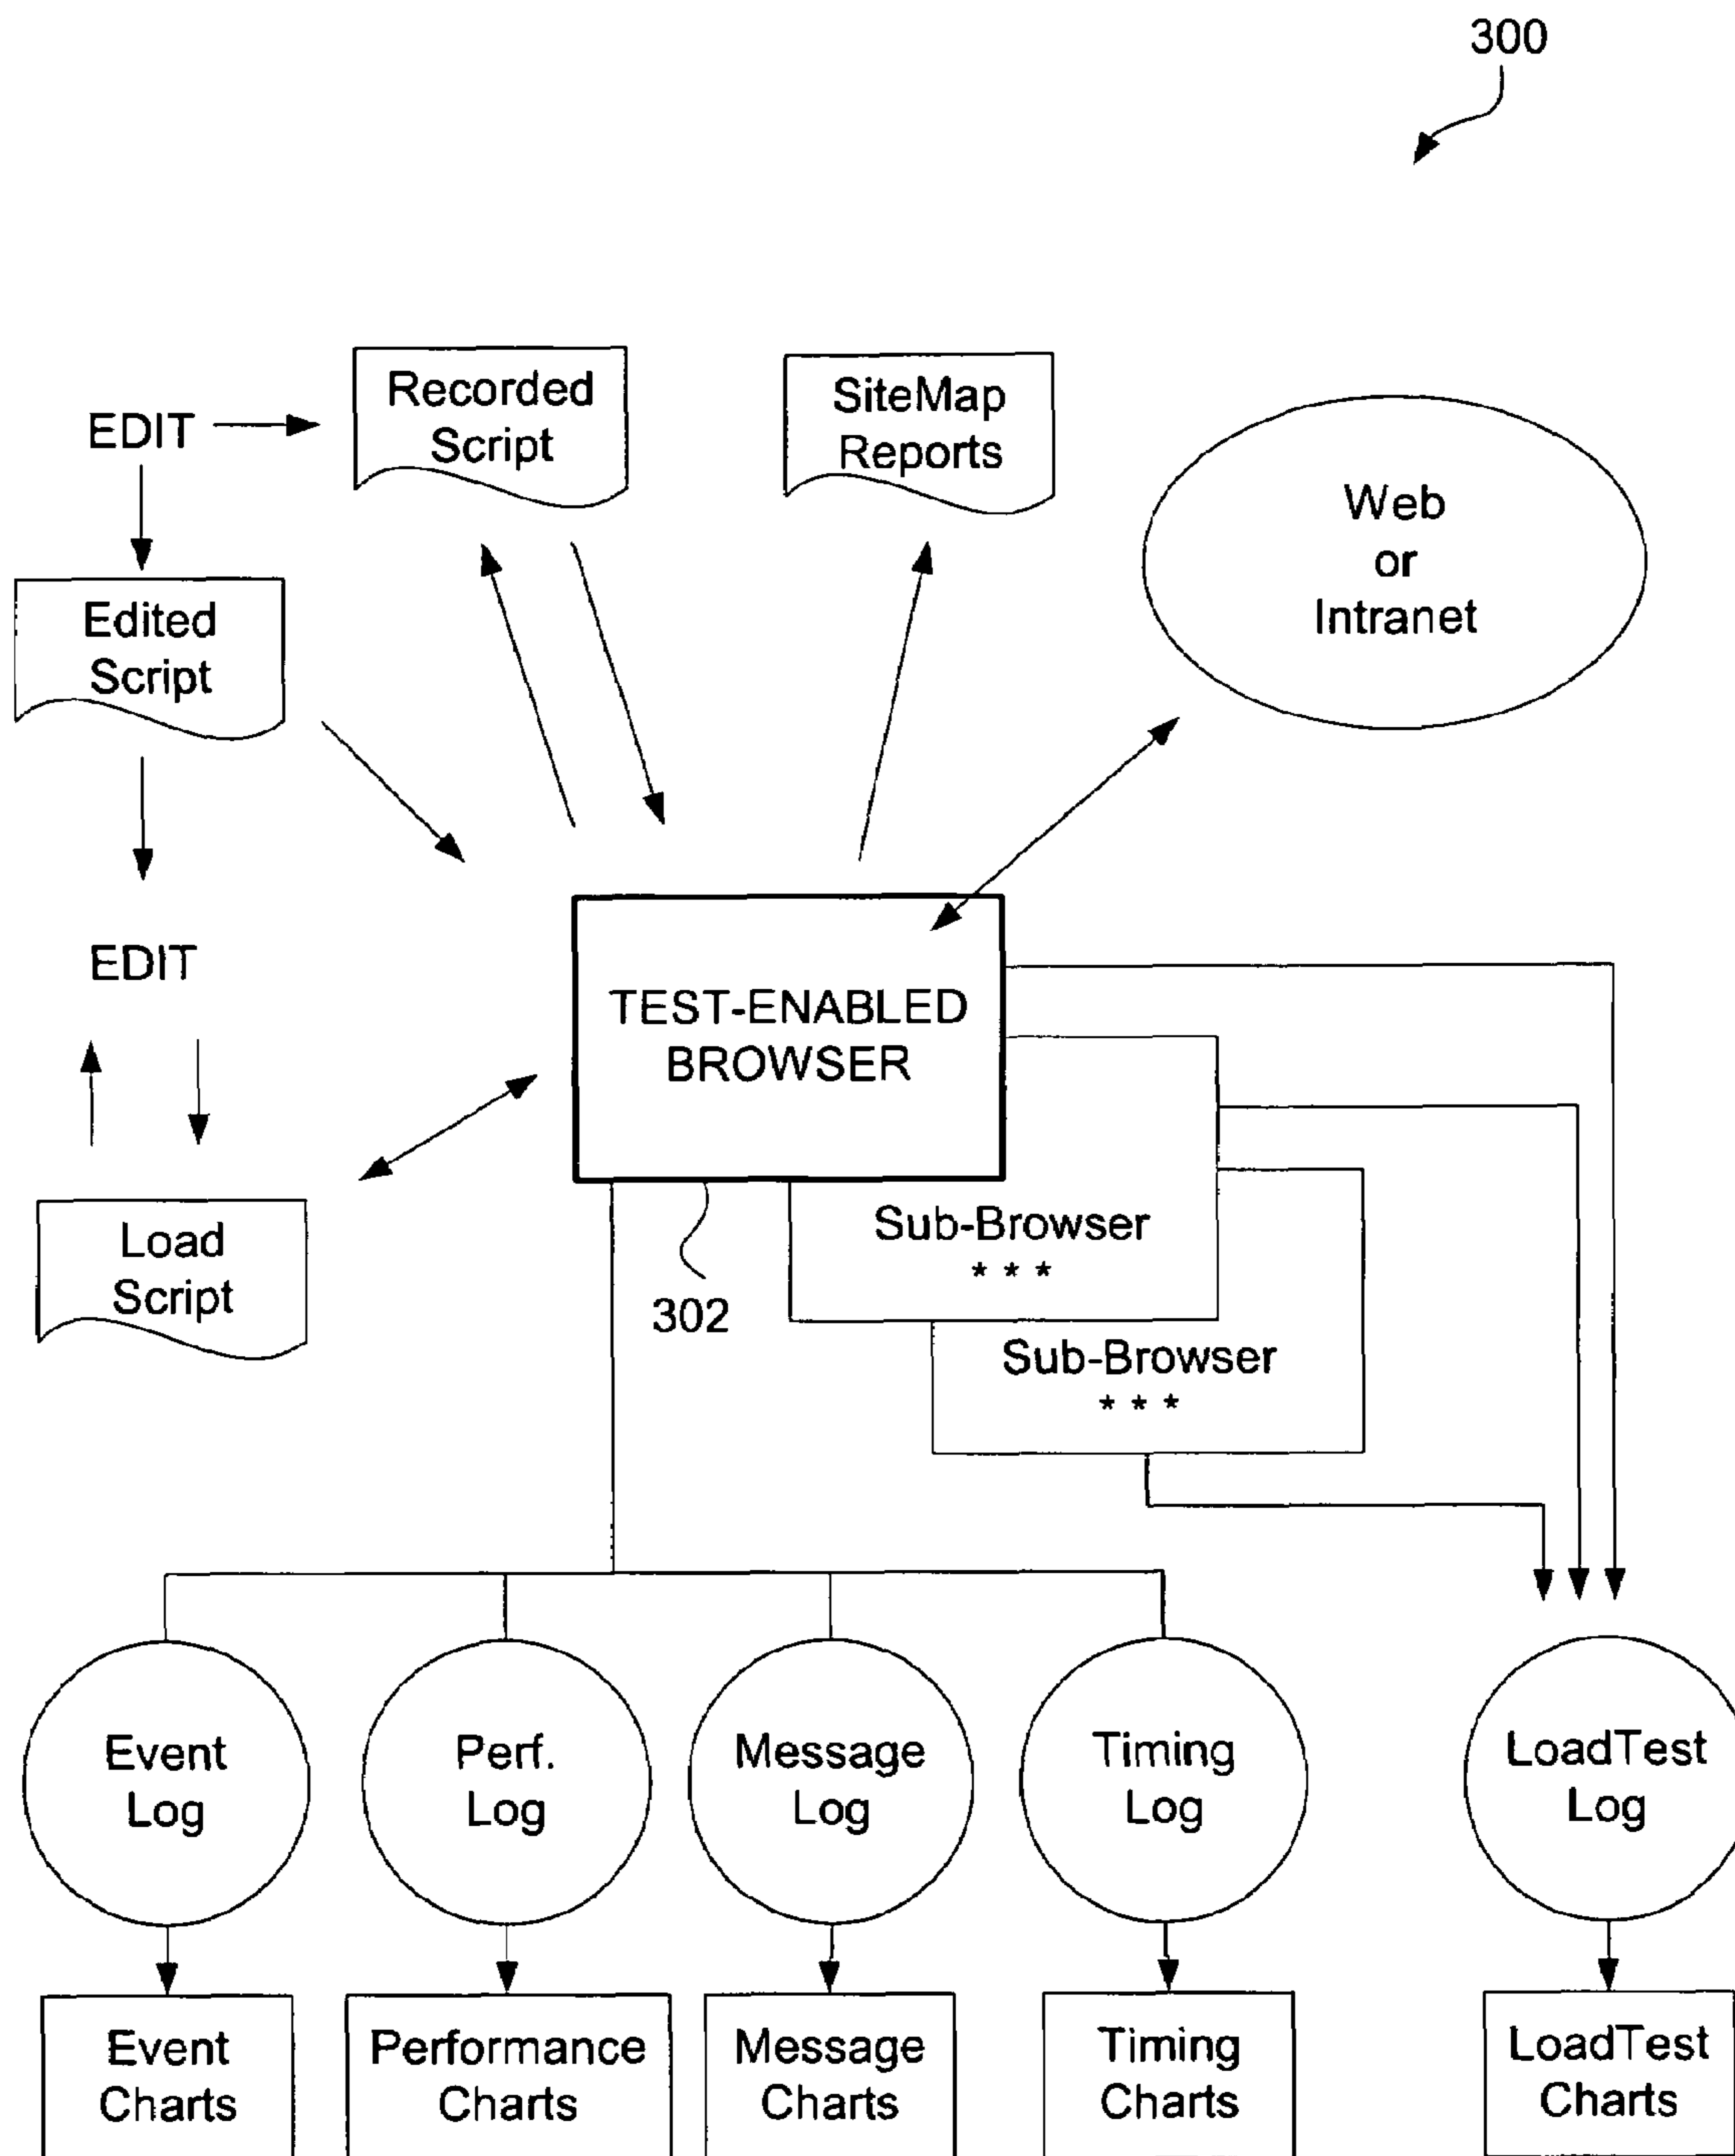 300
EDIT
Recorded
Script
SiteMap
Reports
Web
or
Intranet
Edited
Script
EDIT
TEST-ENABLED
BROWSER
Load
Script
Sub-Browser
* * *
302
Sub-Browser
* * *
Event
Log
Perf.
Log
Message
Log
Timing
Log
LoadTest
Log
Event
Charts
Performance
Charts
Message
Charts
Timing
Charts
LoadTest
Charts